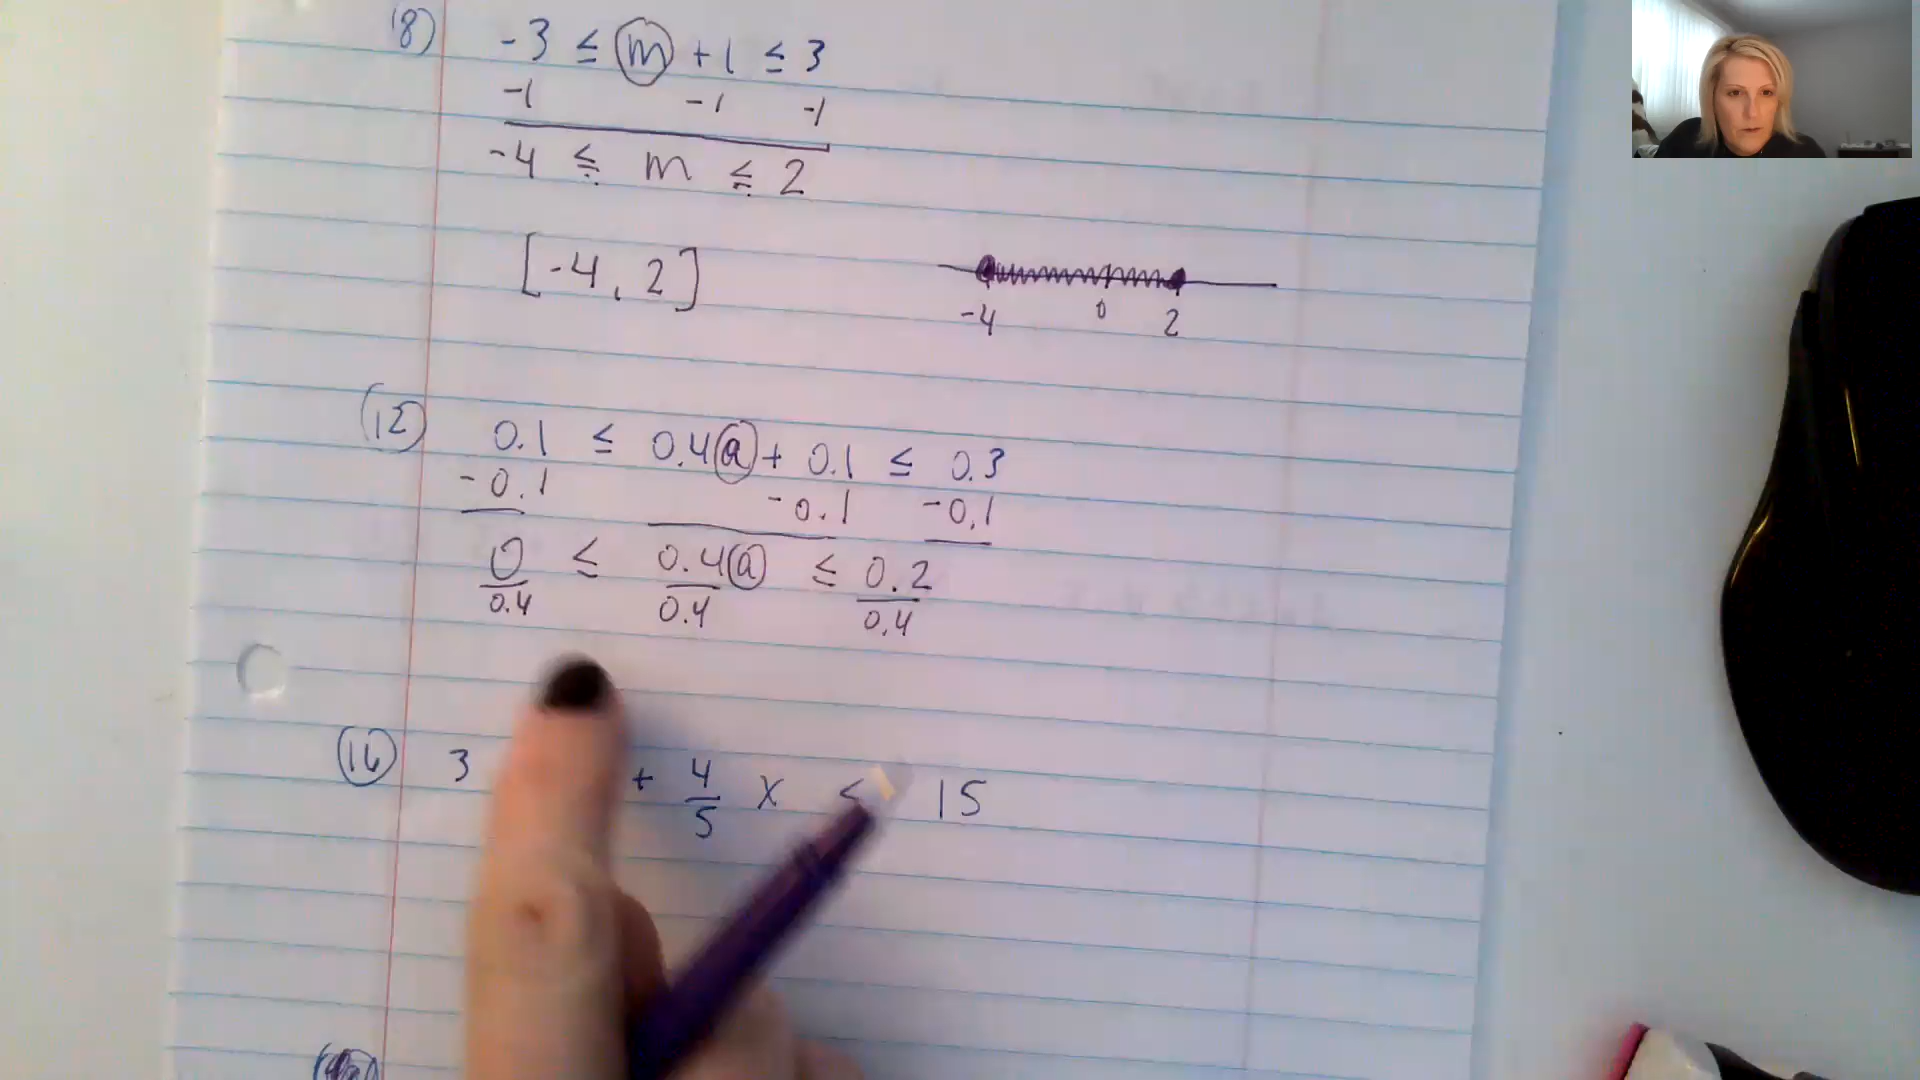 (8) -3 ≤ m + 1 ≤ 3
-1 -1 -1
-4 ≤ m ≤ 2
[-4, 2]
-4 0 2
(12) 0.1 ≤ 0.4a + 0.1 ≤ 0.3
-0.1 -0.1 -0.1
0 ≤ 0.4a ≤ 0.2
0.4 0.4 0.4
(16) 3 + 4/5 x 15